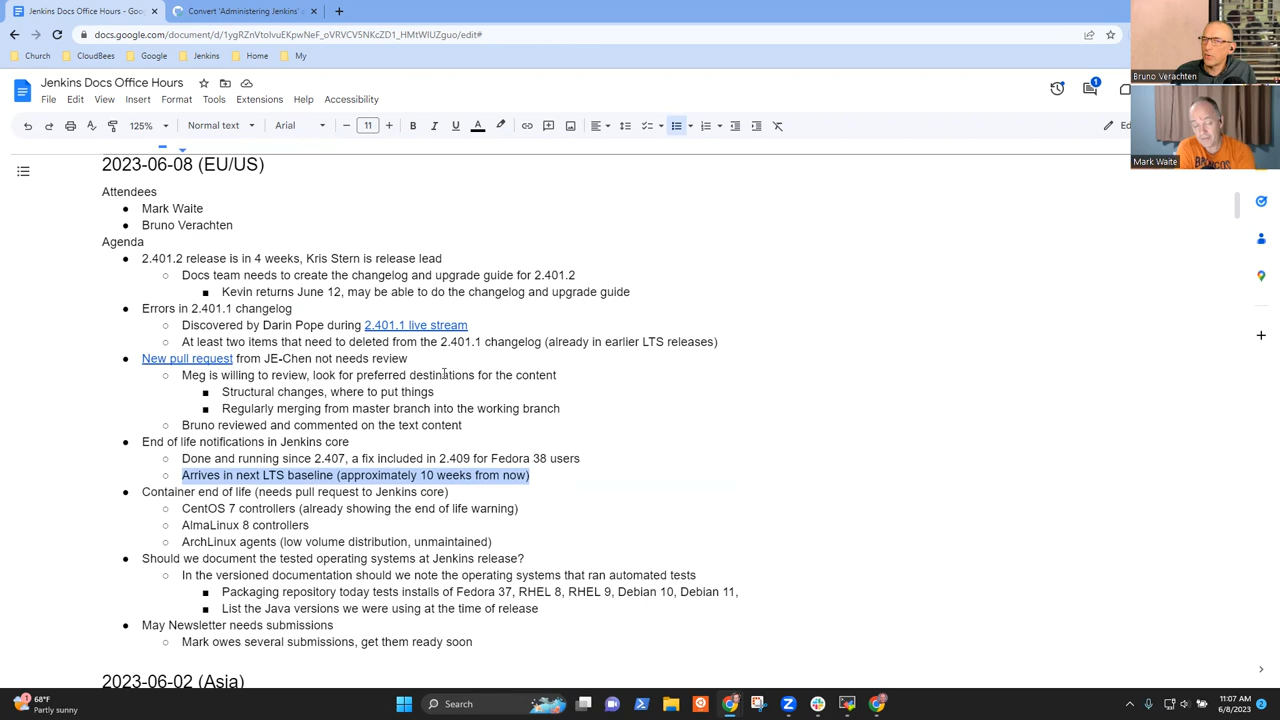 Jenkins Docs Office Hours - Goo
Convert 'Administering Jenkins'
docs.google.com/document/d/
Church
CloudBees
Google
Jenkins
Home
My
Jenkins Docs Office Hours
File Edit View Insert Format Tools Extensions Help Accessibility
1
125% Normal text Arial 11 B I U A
2023-06-08 (EU/US)
Attendees
● Mark Waite
● Bruno Verachten
Agenda
● 2.401.2 release is in 4 weeks, Kris Stern is release lead
○ Docs team needs to create the changelog and upgrade guide for 2.401.2
■ Kevin returns June 12, may be able to do the changelog and upgrade guide
● Errors in 2.401.1 changelog
○ Discovered by Darin Pope during 2.401.1 live stream
○ At least two items that need to deleted from the 2.401.1 changelog (already in earlier LTS releases)
● New pull request from JE-Chen not needs review
○ Meg is willing to review, look for preferred destinations for the content
■ Structural changes, where to put things
■ Regularly merging from master branch into the working branch
○ Bruno reviewed and commented on the text content
● End of life notifications in Jenkins core
○ Done and running since 2.407, a fix included in 2.409 for Fedora 38 users
○ Arrives in next LTS baseline (approximately 10 weeks from now)
● Container end of life (needs pull request to Jenkins core)
○ CentOS 7 controllers (already showing the end of life warning)
○ AlmaLinux 8 controllers
○ ArchLinux agents (low volume distribution, unmaintained)
● Should we document the tested operating systems at Jenkins release?
○ In the versioned documentation should we note the operating systems that ran automated tests
■ Packaging repository today tests installs of Fedora 37, RHEL 8, RHEL 9, Debian 10, Debian 11,
■ List the Java versions we were using at the time of release
● May Newsletter needs submissions
○ Mark owes several submissions, get them ready soon
2023-06-02 (Asia)
Bruno Verachten
BRONCOS
Mark Waite
1
68°F
Partly sunny
Search
11:07 AM
6/8/2023
2